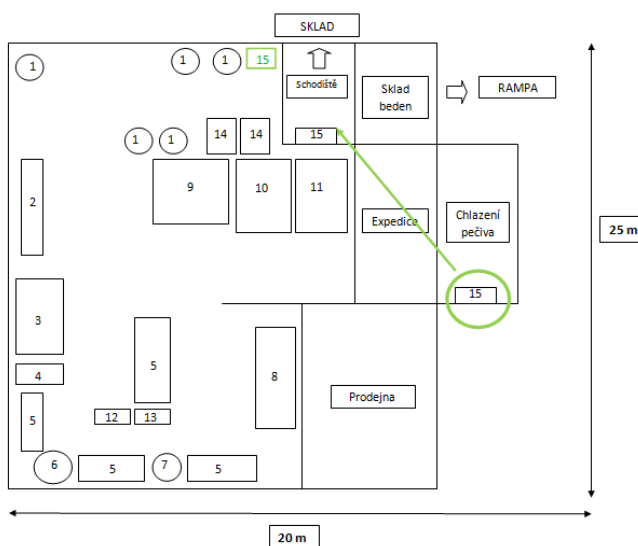 SKLAD
1
1
1
15
Schodiště
Sklad
beden
RAMPA
1
1
14
14
15
9
10
11
2
Expedice
Chlazení
pečiva
25 m
15
3
5
8
4
5
12
13
Prodejna
6
5
7
5
20 m